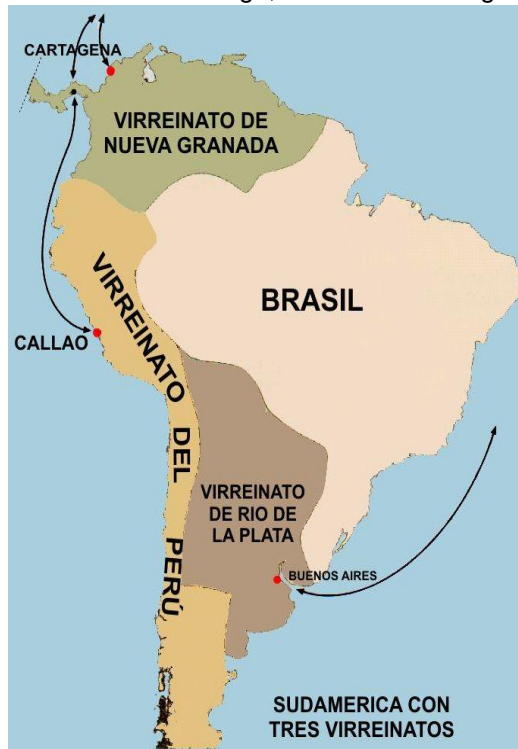 CARTAGENA
VIRREINATO DE
NUEVA GRANADA
BRASIL
CALLAO
VIRREINATO DEL PERÚ
VIRREINATO
DE RIO DE
LA PLATA
BUENOS AIRES
SUDAMERICA CON
TRES VIRREINATOS